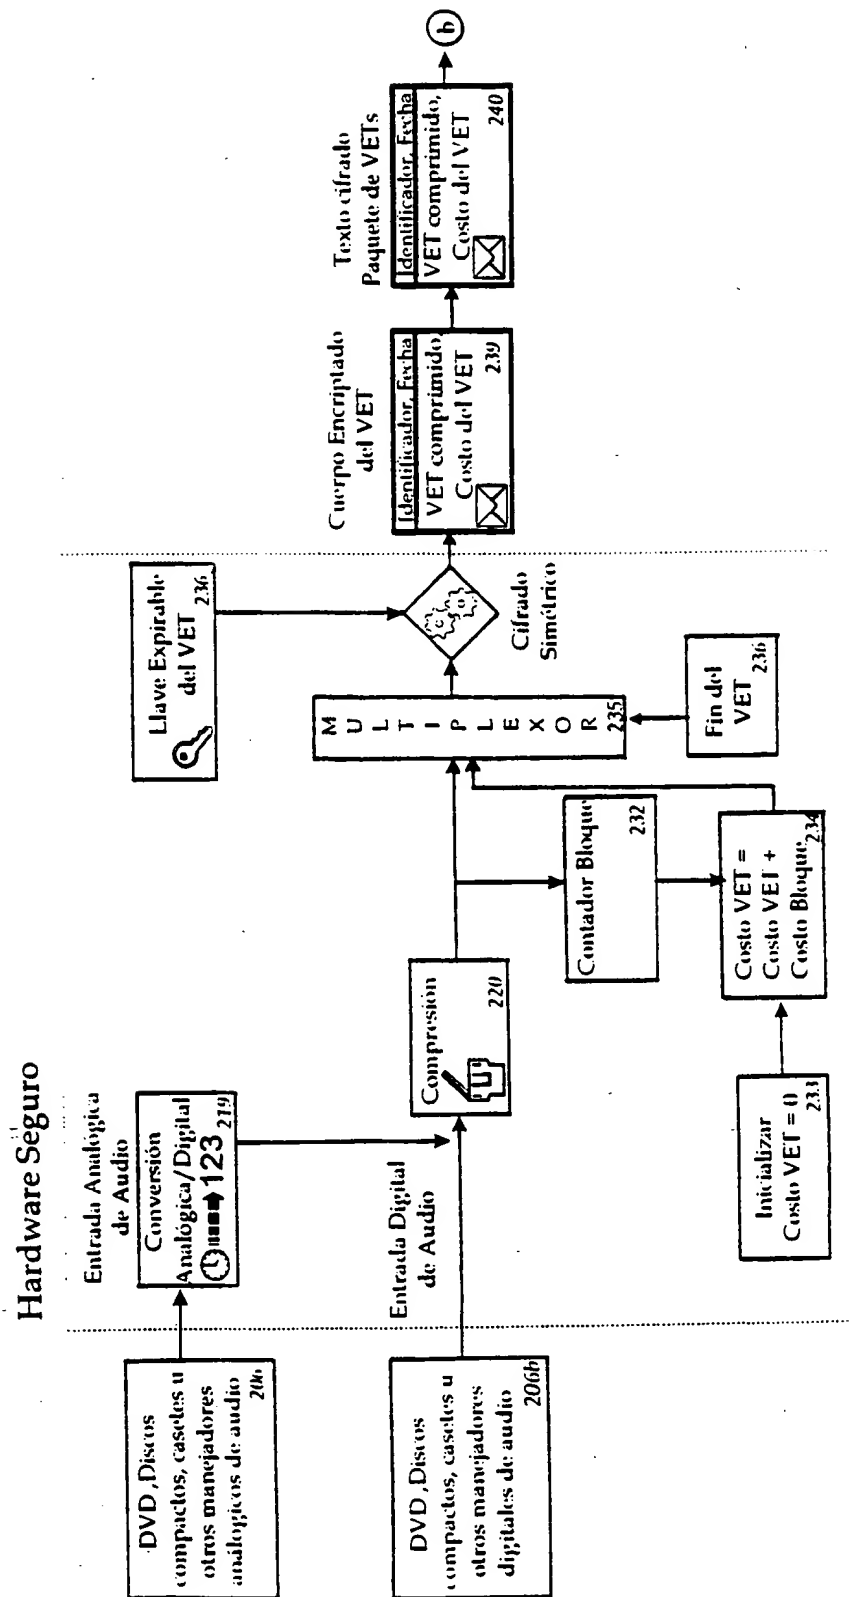 Hardware Seguro
DVD ,Discos
compactos, casetes u
otros manejadores
análogicos de audio
206
Entrada Analógica
de Audio
Conversión
Analógica/Digital
123
219
DVD ,Discos
compactos, casetes u
otros manejadores
digitales de audio
206b
Entrada Digital
de Audio
Compresión
220
Inicializar
Costo VET = 0
233
Contador Bloque
232
Costo VET =
Costo VET +
Costo Bloque
234
MULTIPLEXOR
235
Fin del
VET
236
Llave Expirable
del VET
236
Cifrado
Simétrico
Cuerpo Encriptado
del VET
Identificador, Fecha
VET comprimido,
Costo del VET
239
Texto cifrado
Paquete de VETs
Identificador, Fecha
VET comprimido,
Costo del VET
240
b